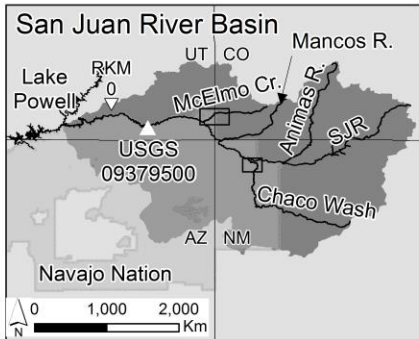 San Juan River Basin
UT CO
Mancos R.
Lake
Powell
RKM
0
McElmo Cr.
Animas R.
SJR
USGS
09379500
Chaco Wash
AZ NM
Navajo Nation
0 1,000 2,000
Km
N